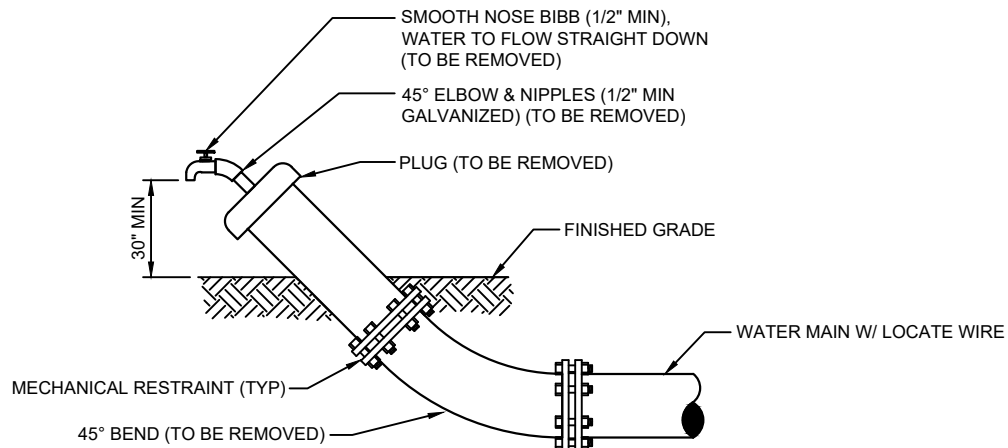 SMOOTH NOSE BIBB (1/2" MIN),
WATER TO FLOW STRAIGHT DOWN
(TO BE REMOVED)
45° ELBOW & NIPPLES (1/2" MIN
GALVANIZED) (TO BE REMOVED)
PLUG (TO BE REMOVED)
30" MIN
FINISHED GRADE
WATER MAIN W/ LOCATE WIRE
MECHANICAL RESTRAINT (TYP)
45° BEND (TO BE REMOVED)